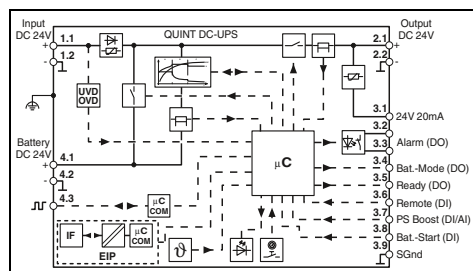 Input
DC 24V
QUINT DC-UPS
Output
DC 24V
1.1
+
1.2
-
2.1
+
2.2
-
UVD
OVD
3.1
24V 20mA
3.2
Alarm (DO)
3.3
Battery
DC 24V
4.1
+
4.2
-
4.3
µC
3.4
Bat.-Mode (DO)
3.5
Ready (DO)
3.6
Remote (DI)
3.7
PS Boost (DI/AI)
3.8
Bat.-Start (DI)
3.9
SGnd
µC
COM
IF
µC
COM
EIP
ϑ